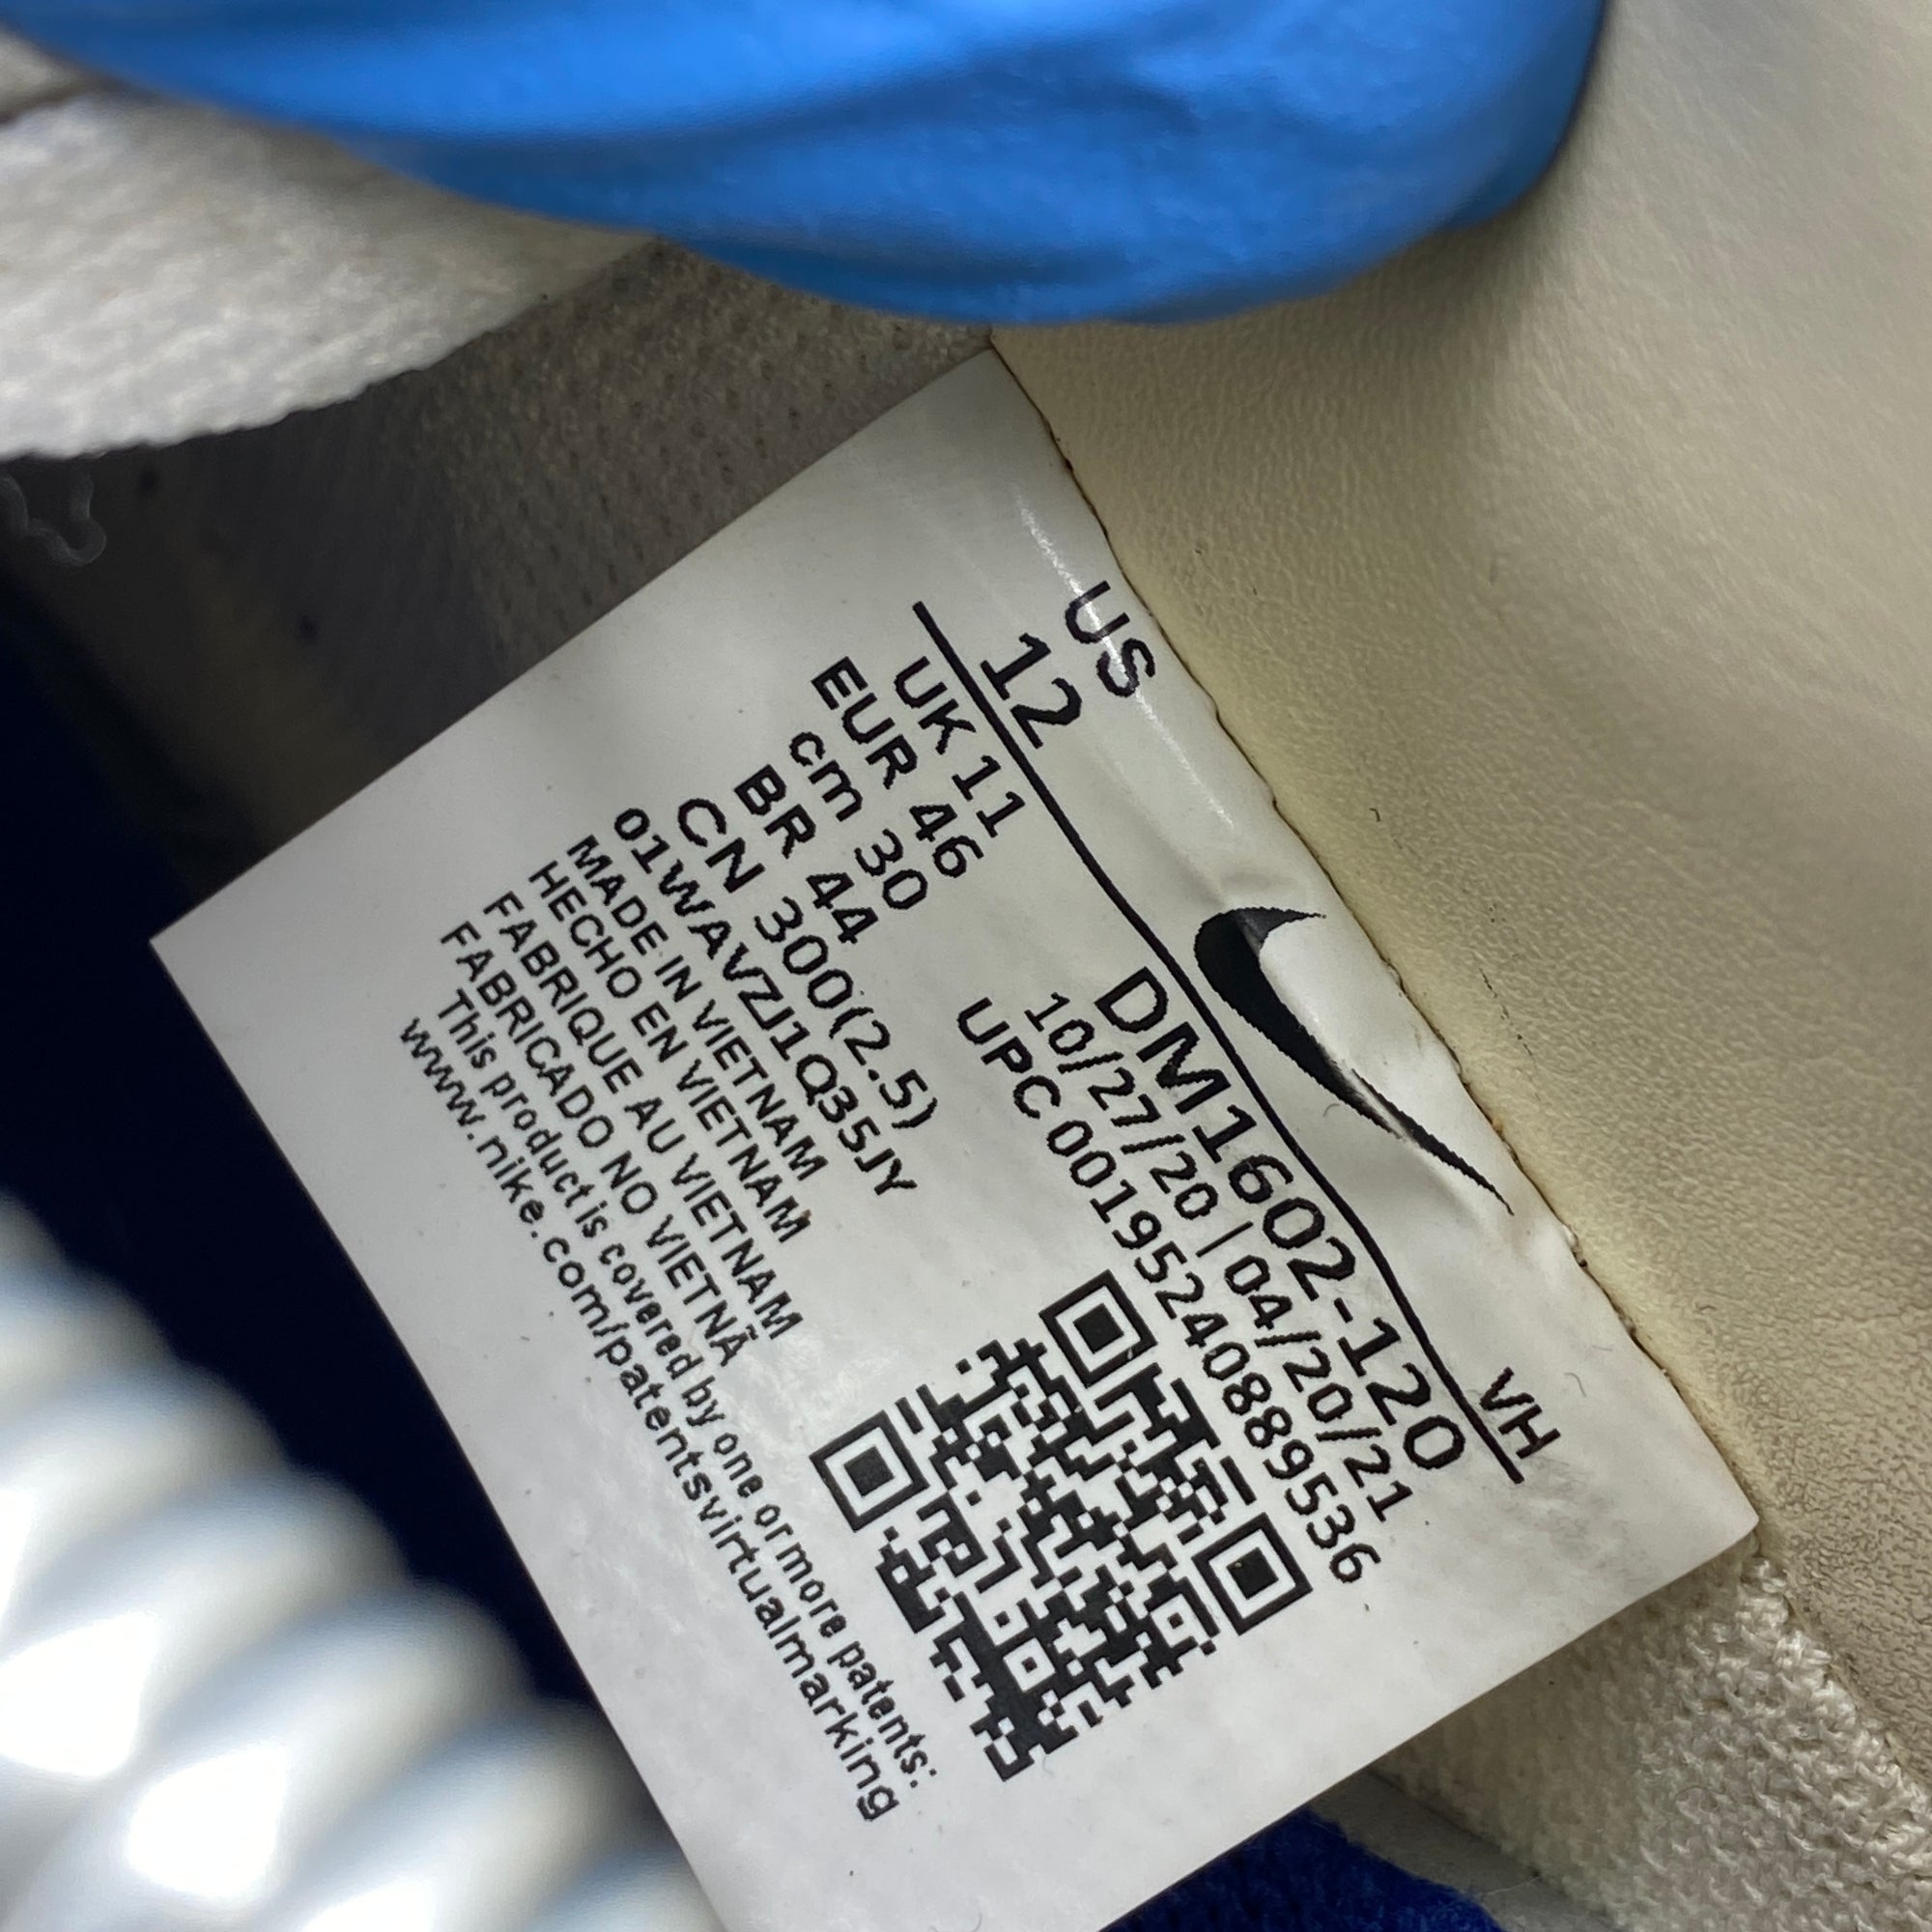 US
12
VH
UK 11
EUR 46
cm 30
BR 44
CN 300(2.5)
01WAVZJ1Q35JY
MADE IN VIETNAM
HECHO EN VIETNAM
FABRIQUE AU VIETNAM
FABRICADO NO VIETNÃ
This product is covered by one or more patents:
www.nike.com/patentsvirtualmarking
DM1602-120
10/27/20 | 04/20/21
UPC 00195240889536